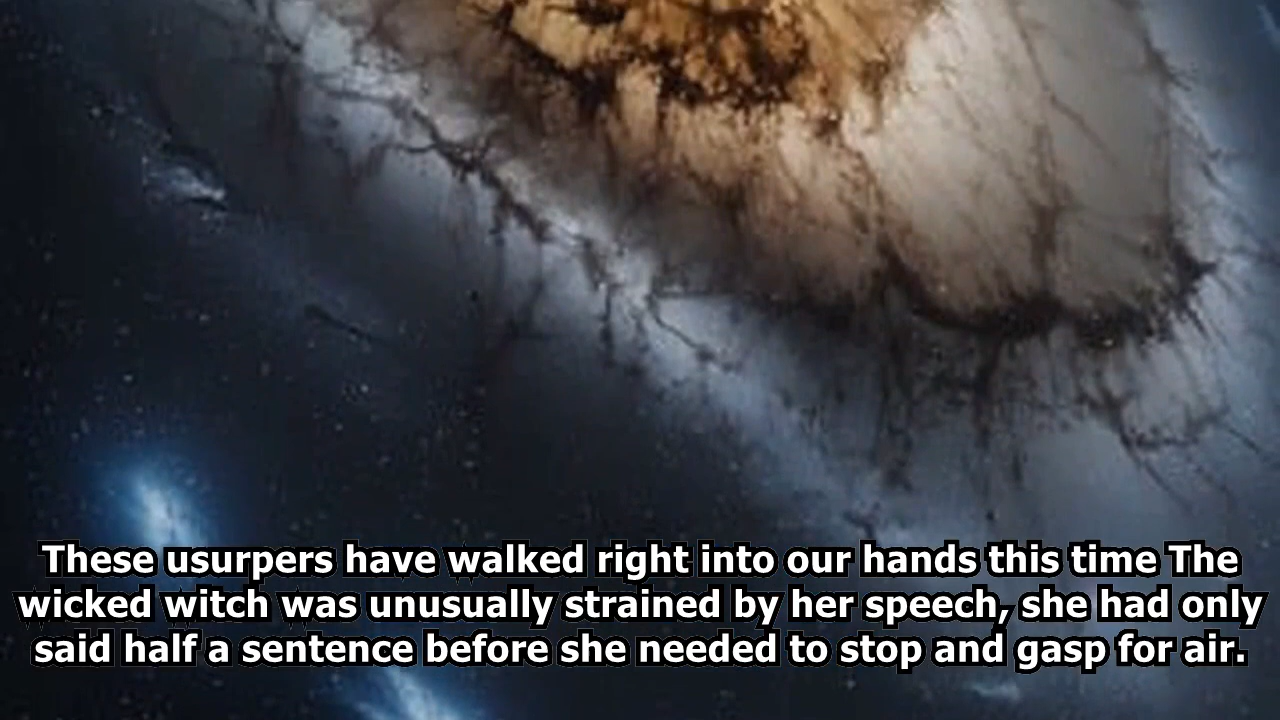 These usurpers have walked right into our hands this time The
wicked witch was unusually strained by her speech, she had only
said half a sentence before she needed to stop and gasp for air.